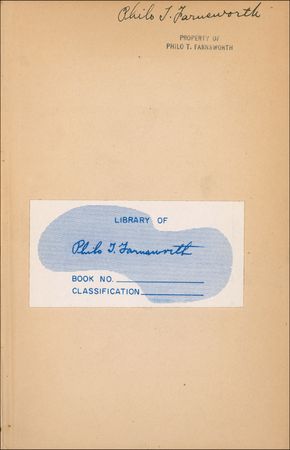 Philo T. Farnsworth
PROPERTY OF
PHILO T. FARNSWORTH
LIBRARY OF
Philo T. Farnsworth
BOOK NO.
CLASSIFICATION